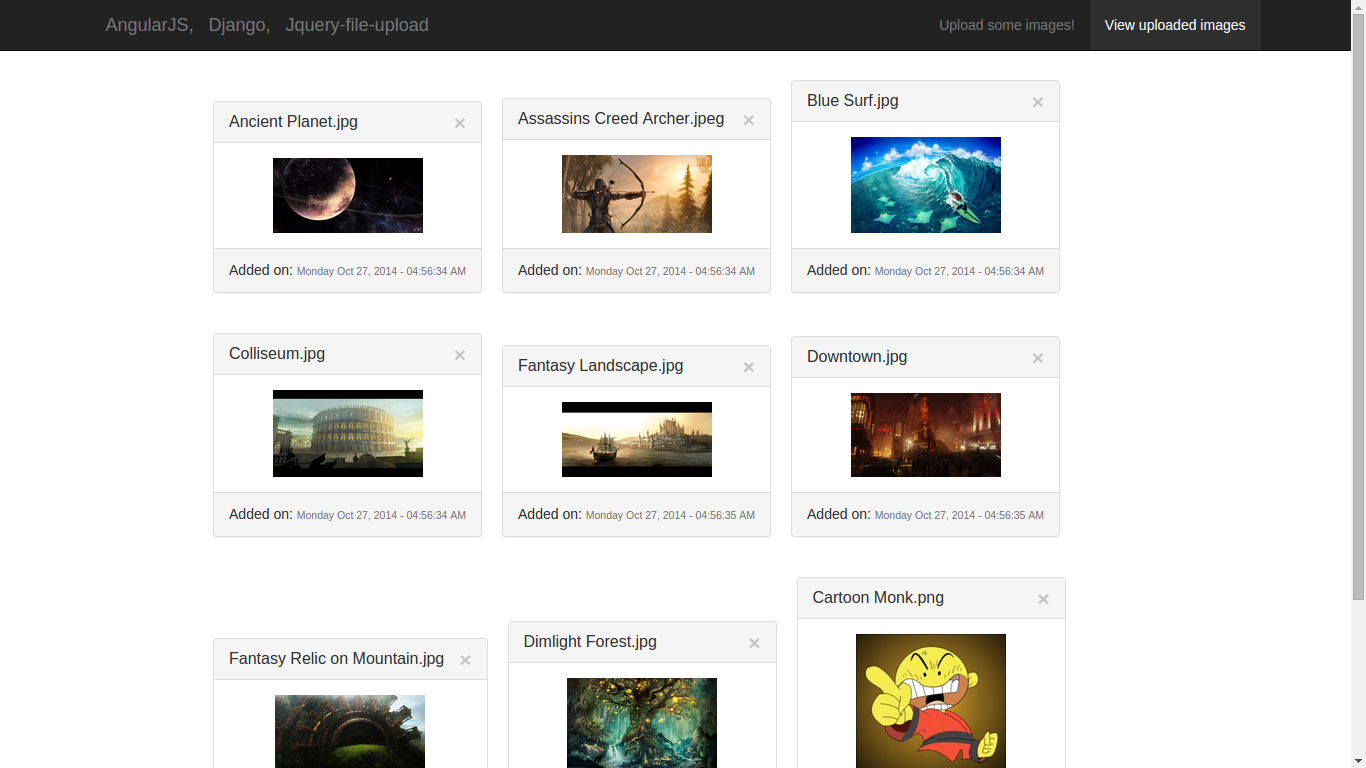 AngularJS, Django, Jquery-file-upload
Upload some images!
View uploaded images
Ancient Planet.jpg ×
Added on: Monday Oct 27, 2014 - 04:56:34 AM
Assassins Creed Archer.jpeg ×
Added on: Monday Oct 27, 2014 - 04:56:34 AM
Blue Surf.jpg ×
Added on: Monday Oct 27, 2014 - 04:56:34 AM
Colliseum.jpg ×
Added on: Monday Oct 27, 2014 - 04:56:34 AM
Fantasy Landscape.jpg ×
Added on: Monday Oct 27, 2014 - 04:56:35 AM
Downtown.jpg ×
Added on: Monday Oct 27, 2014 - 04:56:35 AM
Fantasy Relic on Mountain.jpg ×
Dimlight Forest.jpg ×
Cartoon Monk.png ×